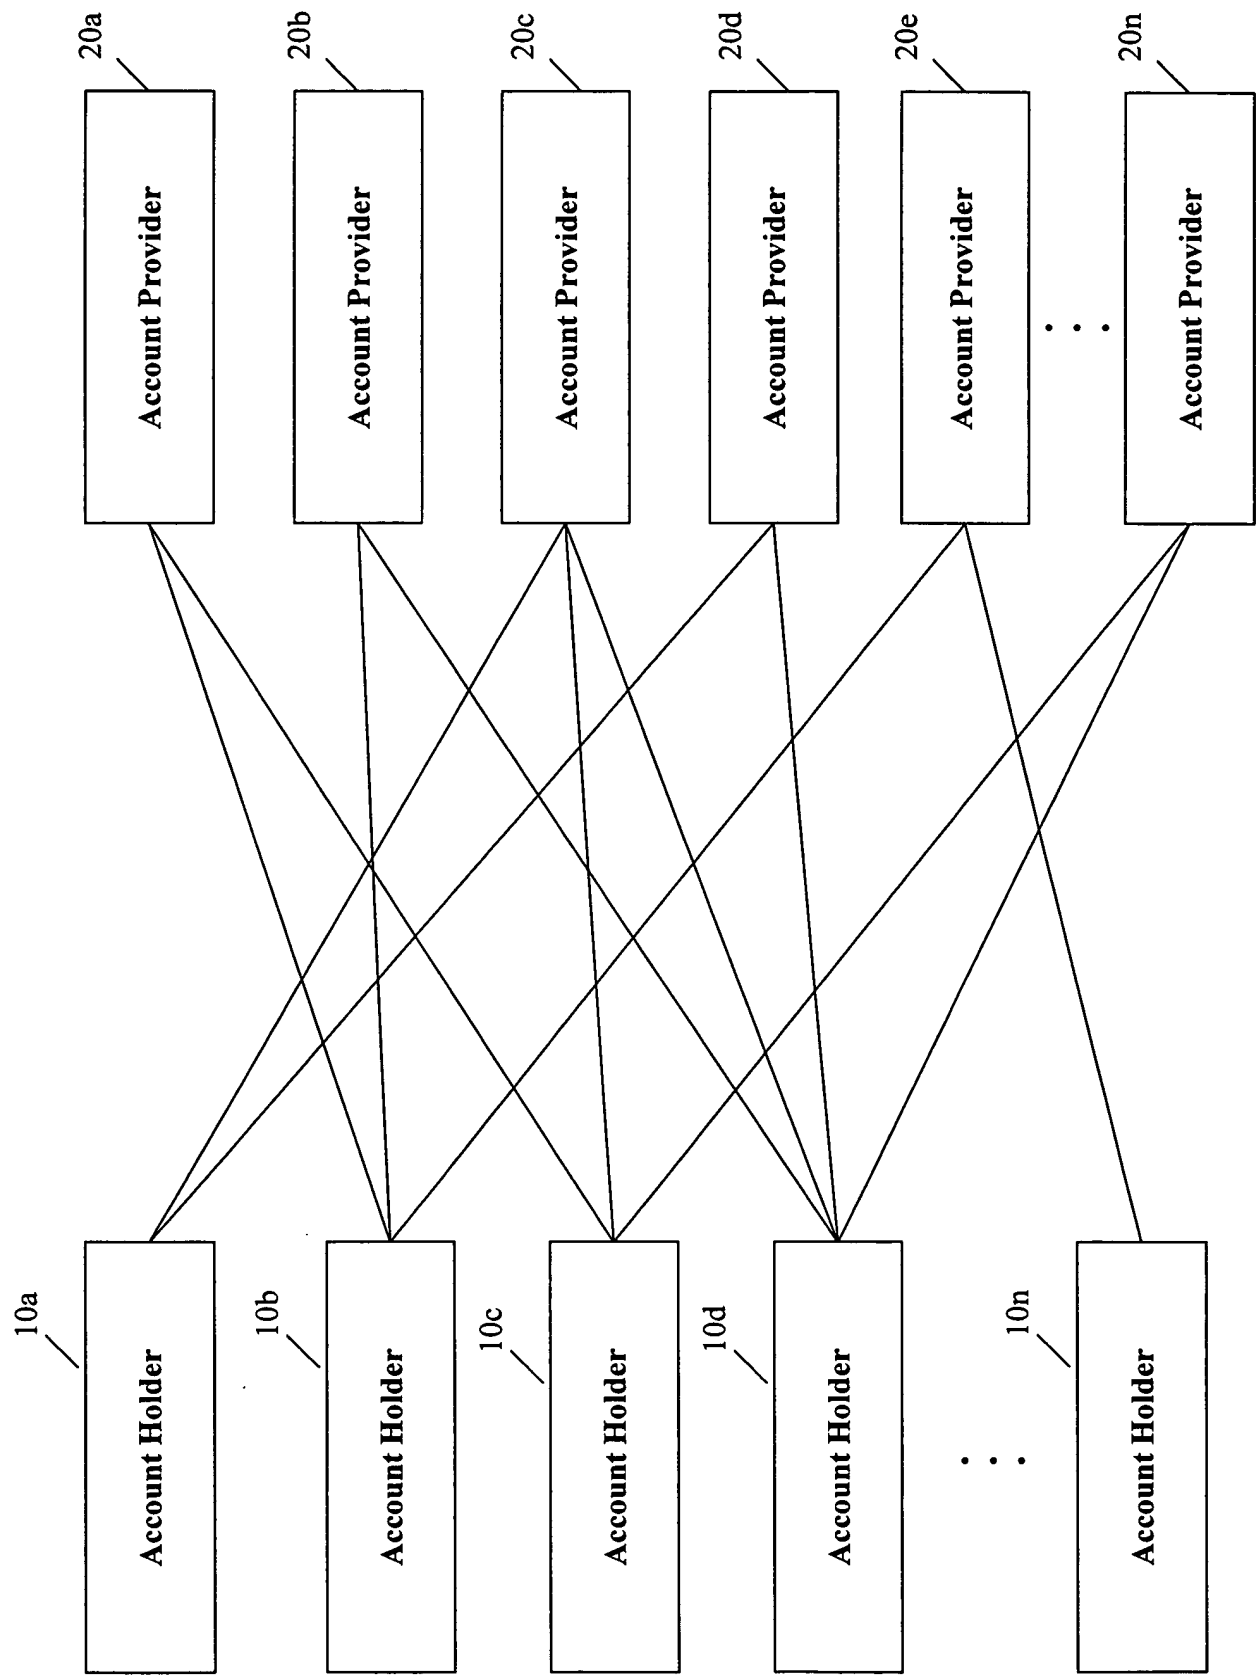 10a
Account Holder
10b
Account Holder
10c
Account Holder
10d
Account Holder
10n
Account Holder
20a
Account Provider
20b
Account Provider
20c
Account Provider
20d
Account Provider
20e
Account Provider
20n
Account Provider